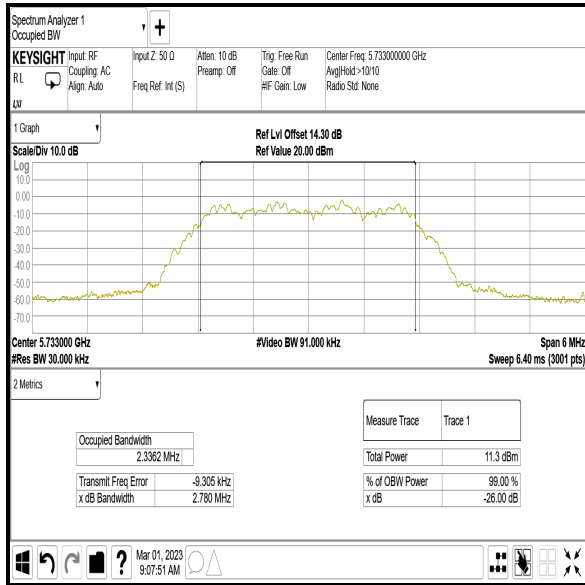 Spectrum Analyzer 1
Occupied BW
▼
+
KEYSIGHT
RL
LXI
Input: RF
Coupling: AC
Align: Auto
Input Z: 50 Ω
Freq Ref: Int (S)
Atten: 10 dB
Preamp: Off
Trig: Free Run
Gate: Off
#IF Gain: Low
Center Freq: 5.733000000 GHz
Avg|Hold:>10/10
Radio Std: None
1 Graph
Scale/Div 10.0 dB
Ref Lvl Offset 14.30 dB
Ref Value 20.00 dBm
Log
10.0
0.00
-10.0
-20.0
-30.0
-40.0
-50.0
-60.0
-70.0
Center 5.733000 GHz
#Res BW 30.000 kHz
#Video BW 91.000 kHz
Span 6 MHz
Sweep 6.40 ms (3001 pts)
2 Metrics
Occupied Bandwidth
2.3362 MHz
Transmit Freq Error -9.305 kHz
x dB Bandwidth 2.780 MHz
Measure Trace Trace 1
Total Power 11.3 dBm
% of OBW Power 99.00 %
x dB -26.00 dB
?
Mar 01, 2023
9:07:51 AM